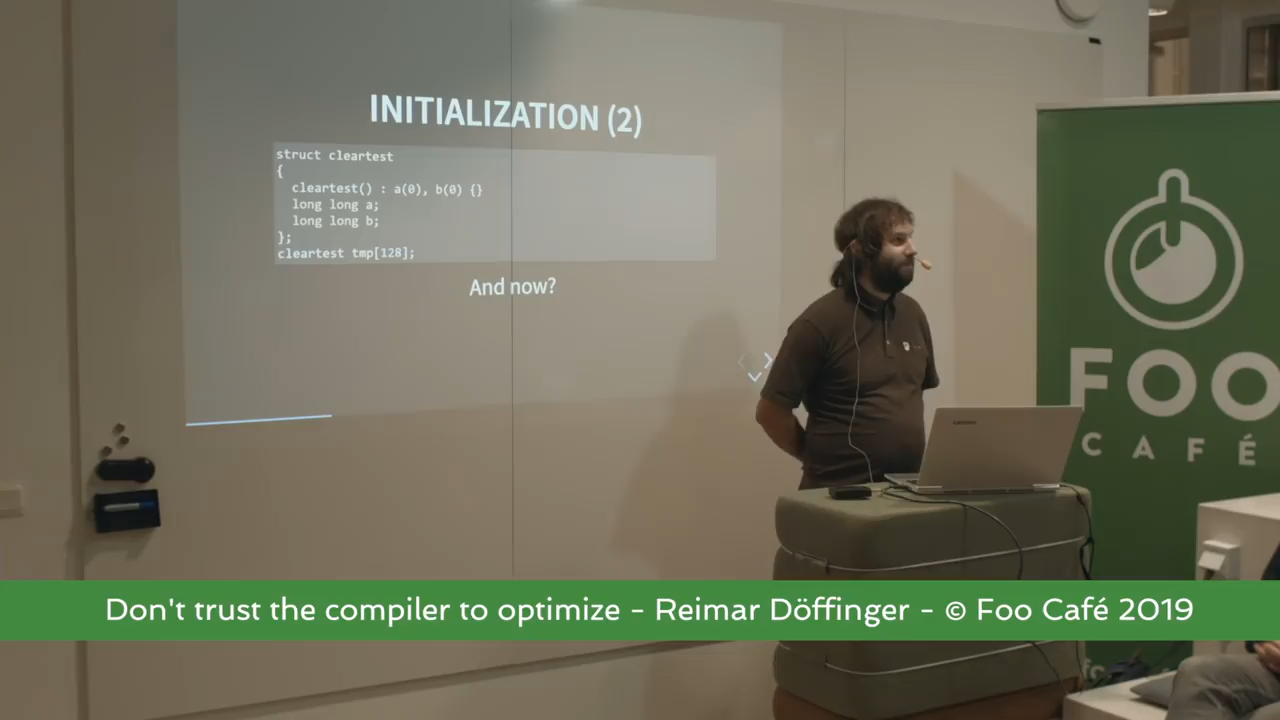 INITIALIZATION (2)
struct cleartest
{
cleartest() : a(0), b(0) {}
long long a;
long long b;
};
cleartest tmp[128];
And now?
FOO
CAFÉ
Don't trust the compiler to optimize - Reimar Döffinger - © Foo Café 2019